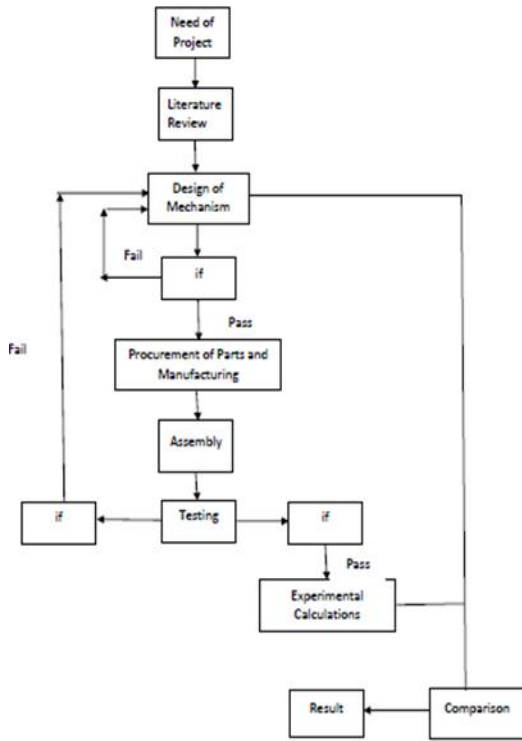 Need of
Project
Literature
Review
Design of
Mechanism
Fail
if
Pass
Fail
Procurement of Parts and
Manufacturing
Assembly
if
Testing
if
Pass
Experimental
Calculations
Result
Comparison